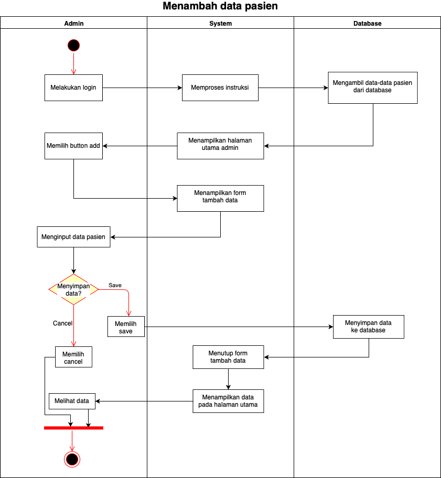 Menambah data pasien
Admin
System
Database
Melakukan login
Memproses instruksi
Mengambil data-data pasien
dari database
Memilih button add
Menampilkan halaman
utama admin
Menampilkan form
tambah data
Menginput data pasien
Menyimpan
data?
Save
Cancel
Memilih
save
Menyimpan data
ke database
Memilih
cancel
Menutup form
tambah data
Melihat data
Menampilkan data
pada halaman utama